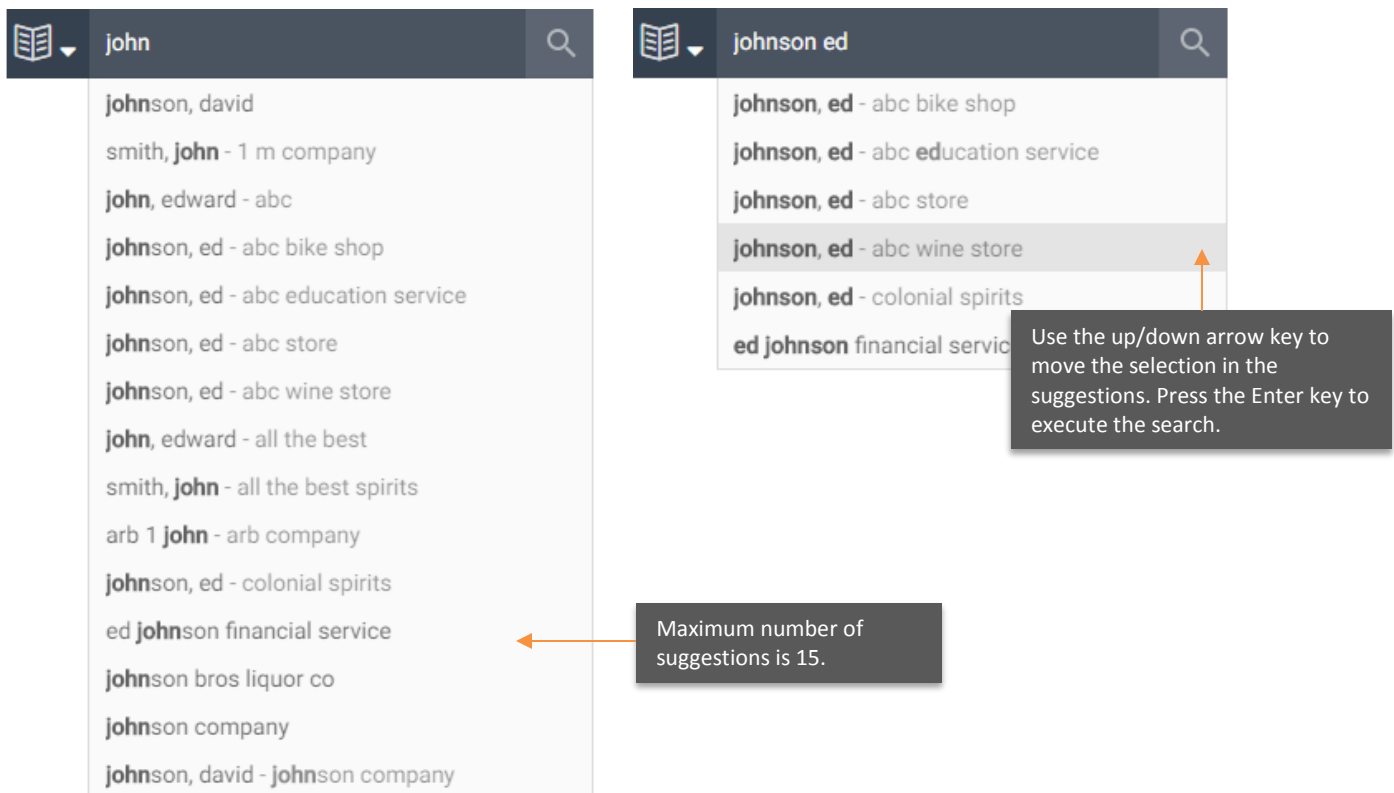 john
johnson, david
smith, john - 1 m company
john, edward - abc
johnson, ed - abc bike shop
johnson, ed - abc education service
johnson, ed - abc store
johnson, ed - abc wine store
john, edward - all the best
smith, john - all the best spirits
arb 1 john - arb company
johnson, ed - colonial spirits
ed johnson financial service
johnson bros liquor co
johnson company
johnson, david - johnson company
Maximum number of
suggestions is 15.
johnson ed
johnson, ed - abc bike shop
johnson, ed - abc education service
johnson, ed - abc store
johnson, ed - abc wine store
johnson, ed - colonial spirits
ed johnson financial servic
Use the up/down arrow key to
move the selection in the
suggestions. Press the Enter key to
execute the search.